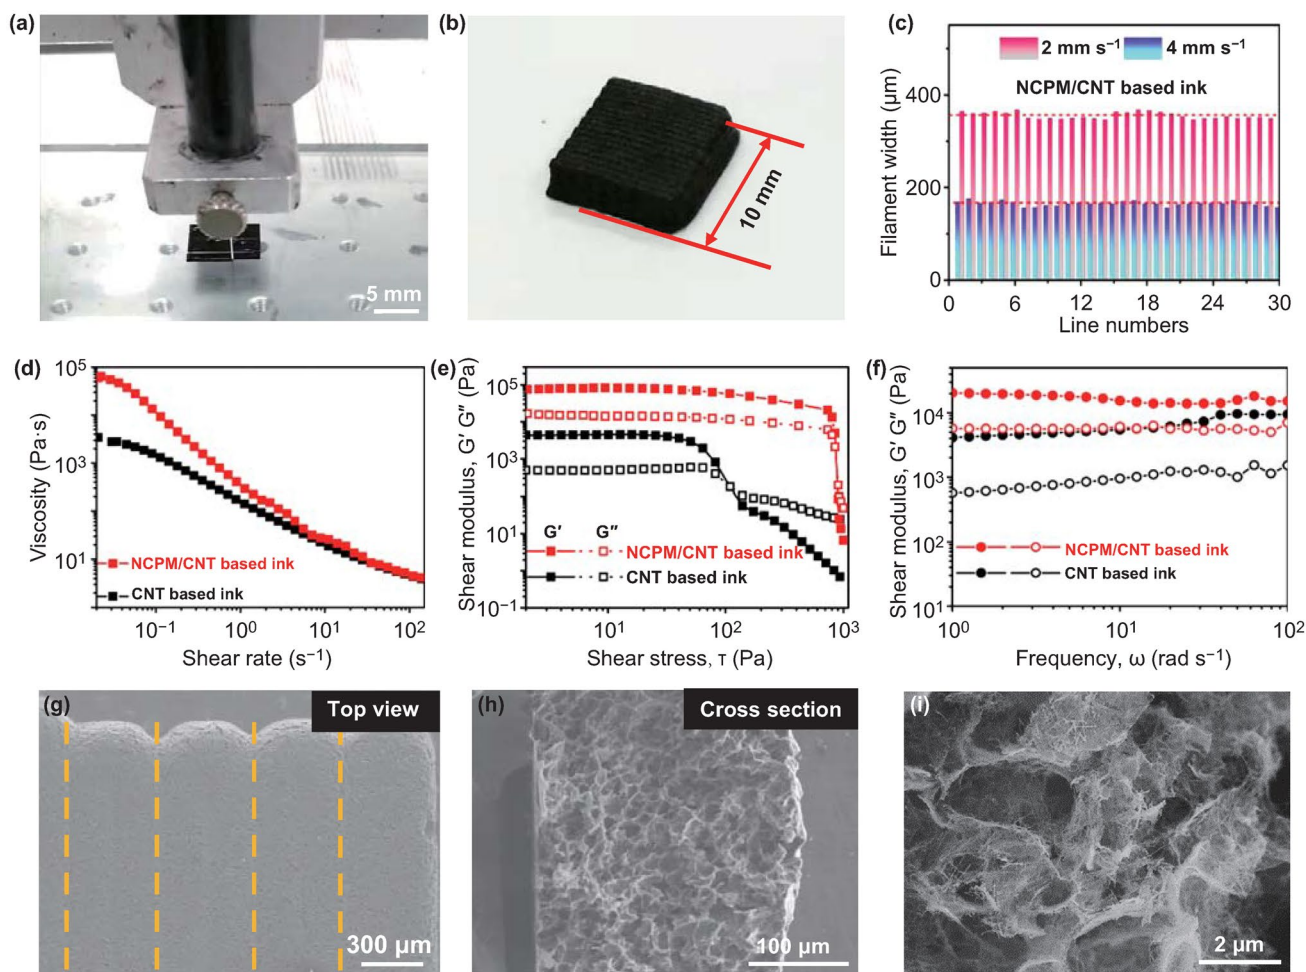 (a)
5 mm
(b)
10 mm
(c)
2 mm s⁻¹ 4 mm s⁻¹
NCPM/CNT based ink
Filament width (μm)
400
200
0
0 6 12 18 24 30
Line numbers
(d)
Viscosity (Pa·s)
10⁵
10³
10¹
NCPM/CNT based ink
CNT based ink
10⁻¹ 10⁰ 10¹ 10²
Shear rate (s⁻¹)
(e)
Shear modulus, G′ G″ (Pa)
10⁵
10³
10¹
10⁻¹
G′ G″
NCPM/CNT based ink
CNT based ink
10¹ 10² 10³
Shear stress, τ (Pa)
(f)
Shear modulus, G′ G″ (Pa)
10⁴
10³
10²
10¹
NCPM/CNT based ink
CNT based ink
10⁰ 10¹ 10²
Frequency, ω (rad s⁻¹)
(g)
Top view
300 μm
(h)
Cross section
100 μm
(i)
2 μm